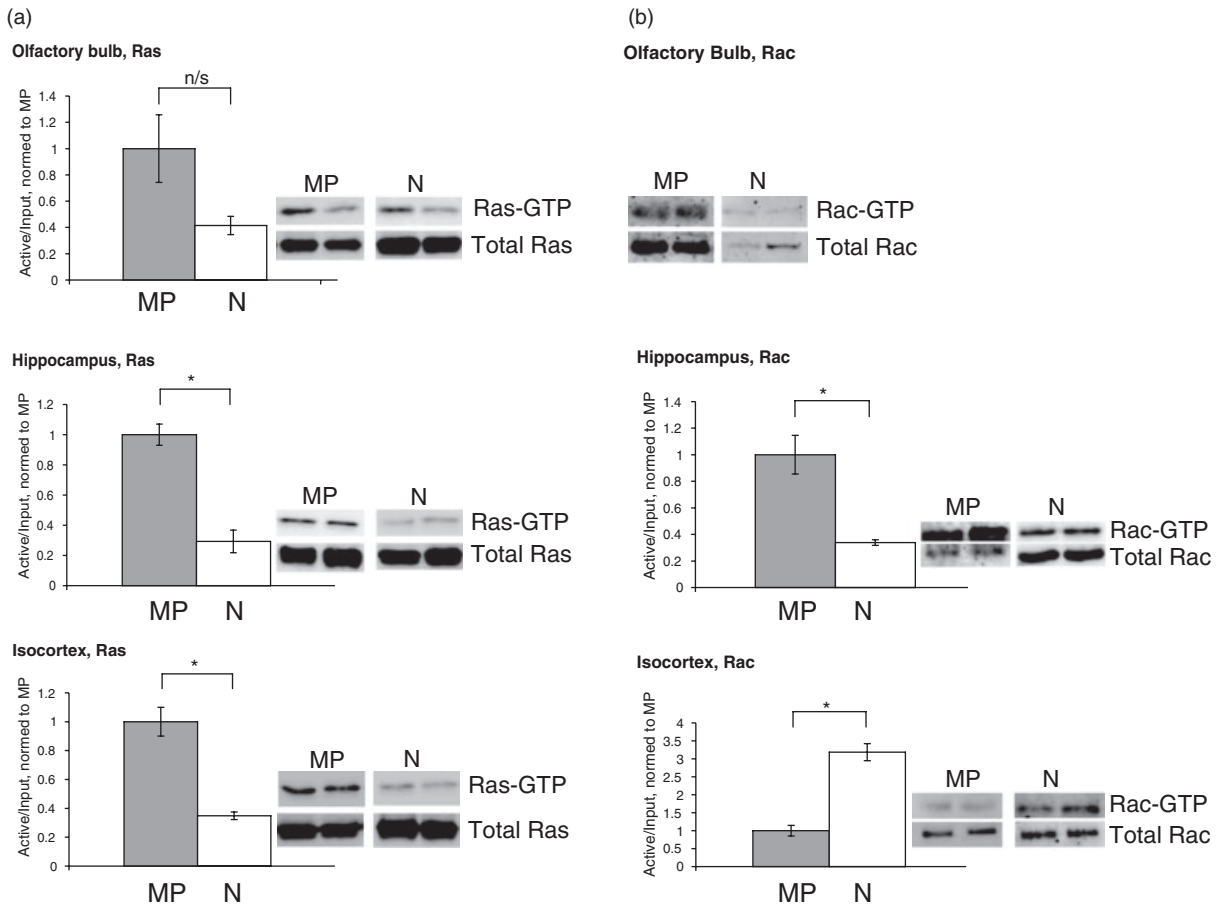 (a)
Olfactory bulb, Ras
n/s
Active/Input, normed to MP
1.4
1.2
1
0.8
0.6
0.4
0.2
0
MP
N
MP N
Ras-GTP
Total Ras
Hippocampus, Ras
*
Active/Input, normed to MP
1.2
1
0.8
0.6
0.4
0.2
0
MP
N
MP N
Ras-GTP
Total Ras
Isocortex, Ras
*
Active/Input, normed to MP
1.2
1
0.8
0.6
0.4
0.2
0
MP
N
MP N
Ras-GTP
Total Ras
(b)
Olfactory Bulb, Rac
MP N
Rac-GTP
Total Rac
Hippocampus, Rac
*
Active/Input, normed to MP
1.4
1.2
1
0.8
0.6
0.4
0.2
0
MP
N
MP N
Rac-GTP
Total Rac
Isocortex, Rac
*
Active/Input, normed to MP
4
3.5
3
2.5
2
1.5
1
0.5
0
MP
N
MP N
Rac-GTP
Total Rac